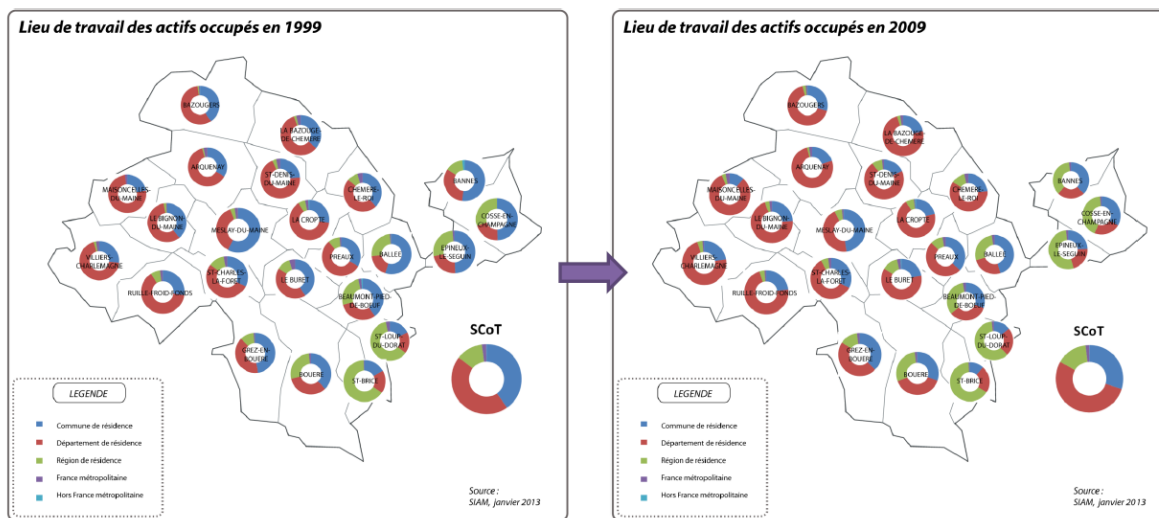 Lieu de travail des actifs occupés en 1999
BAZOUGERS
LA BAZOUGE-
DE-CHEMERE
ARQUENAY
ST-DENIS-
DU-MAINE
BANNES
MAISONCELLES-
DU-MAINE
CHEMERE-
LE-ROI
LE BIGNON-
DU-MAINE
LA CROPTE
COSSE-EN-
CHAMPAGNE
MESLAY-DU-MAINE
VILLIERS-
CHARLEMAGNE
PREAUX
BALLEE
EPINEUX-
LE-SEGUIN
ST-CHARLES-
LA-FORET
LE BURET
RUILLE-FROID-FONDS
BEAUMONT-PIED-
DE-BOEUF
ST-LOUP-
DU-DORAT
GREZ-EN-
BOUERE
BOUERE
ST-BRICE
SCoT
LEGENDE
Commune de résidence
Département de résidence
Région de résidence
France métropolitaine
Hors France métropolitaine
Source :
SIAM, janvier 2013
Lieu de travail des actifs occupés en 2009
BAZOUGERS
LA BAZOUGE-
DE-CHEMERE
ARQUENAY
ST-DENIS-
DU-MAINE
BANNES
MAISONCELLES-
DU-MAINE
CHEMERE-
LE-ROI
LE BIGNON-
DU-MAINE
LA CROPTE
COSSE-EN-
CHAMPAGNE
MESLAY-DU-MAINE
VILLIERS-
CHARLEMAGNE
PREAUX
BALLEE
EPINEUX-
LE-SEGUIN
ST-CHARLES-
LA-FORET
LE BURET
RUILLE-FROID-FONDS
BEAUMONT-PIED-
DE-BOEUF
ST-LOUP-
DU-DORAT
GREZ-EN-
BOUERE
BOUERE
ST-BRICE
SCoT
LEGENDE
Commune de résidence
Département de résidence
Région de résidence
France métropolitaine
Hors France métropolitaine
Source :
SIAM, janvier 2013